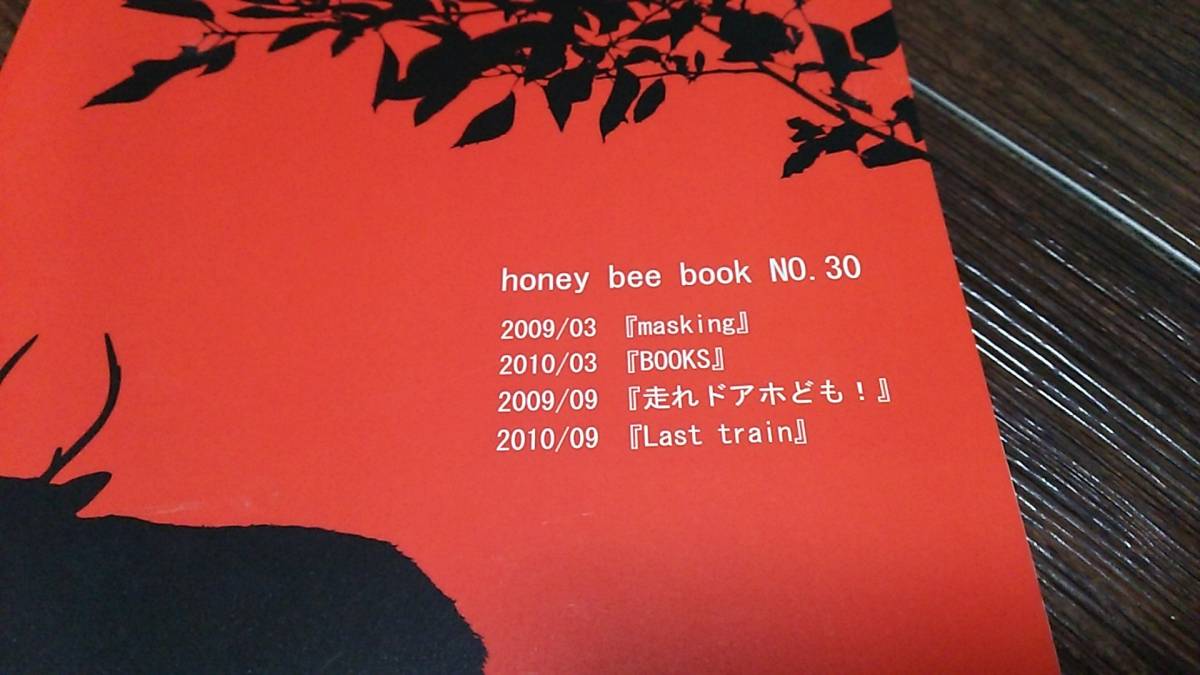 honey bee book NO.30
2009/03 『masking』
2010/03 『BOOKS』
2009/09 『走れドアホども!』
2010/09 『Last train』